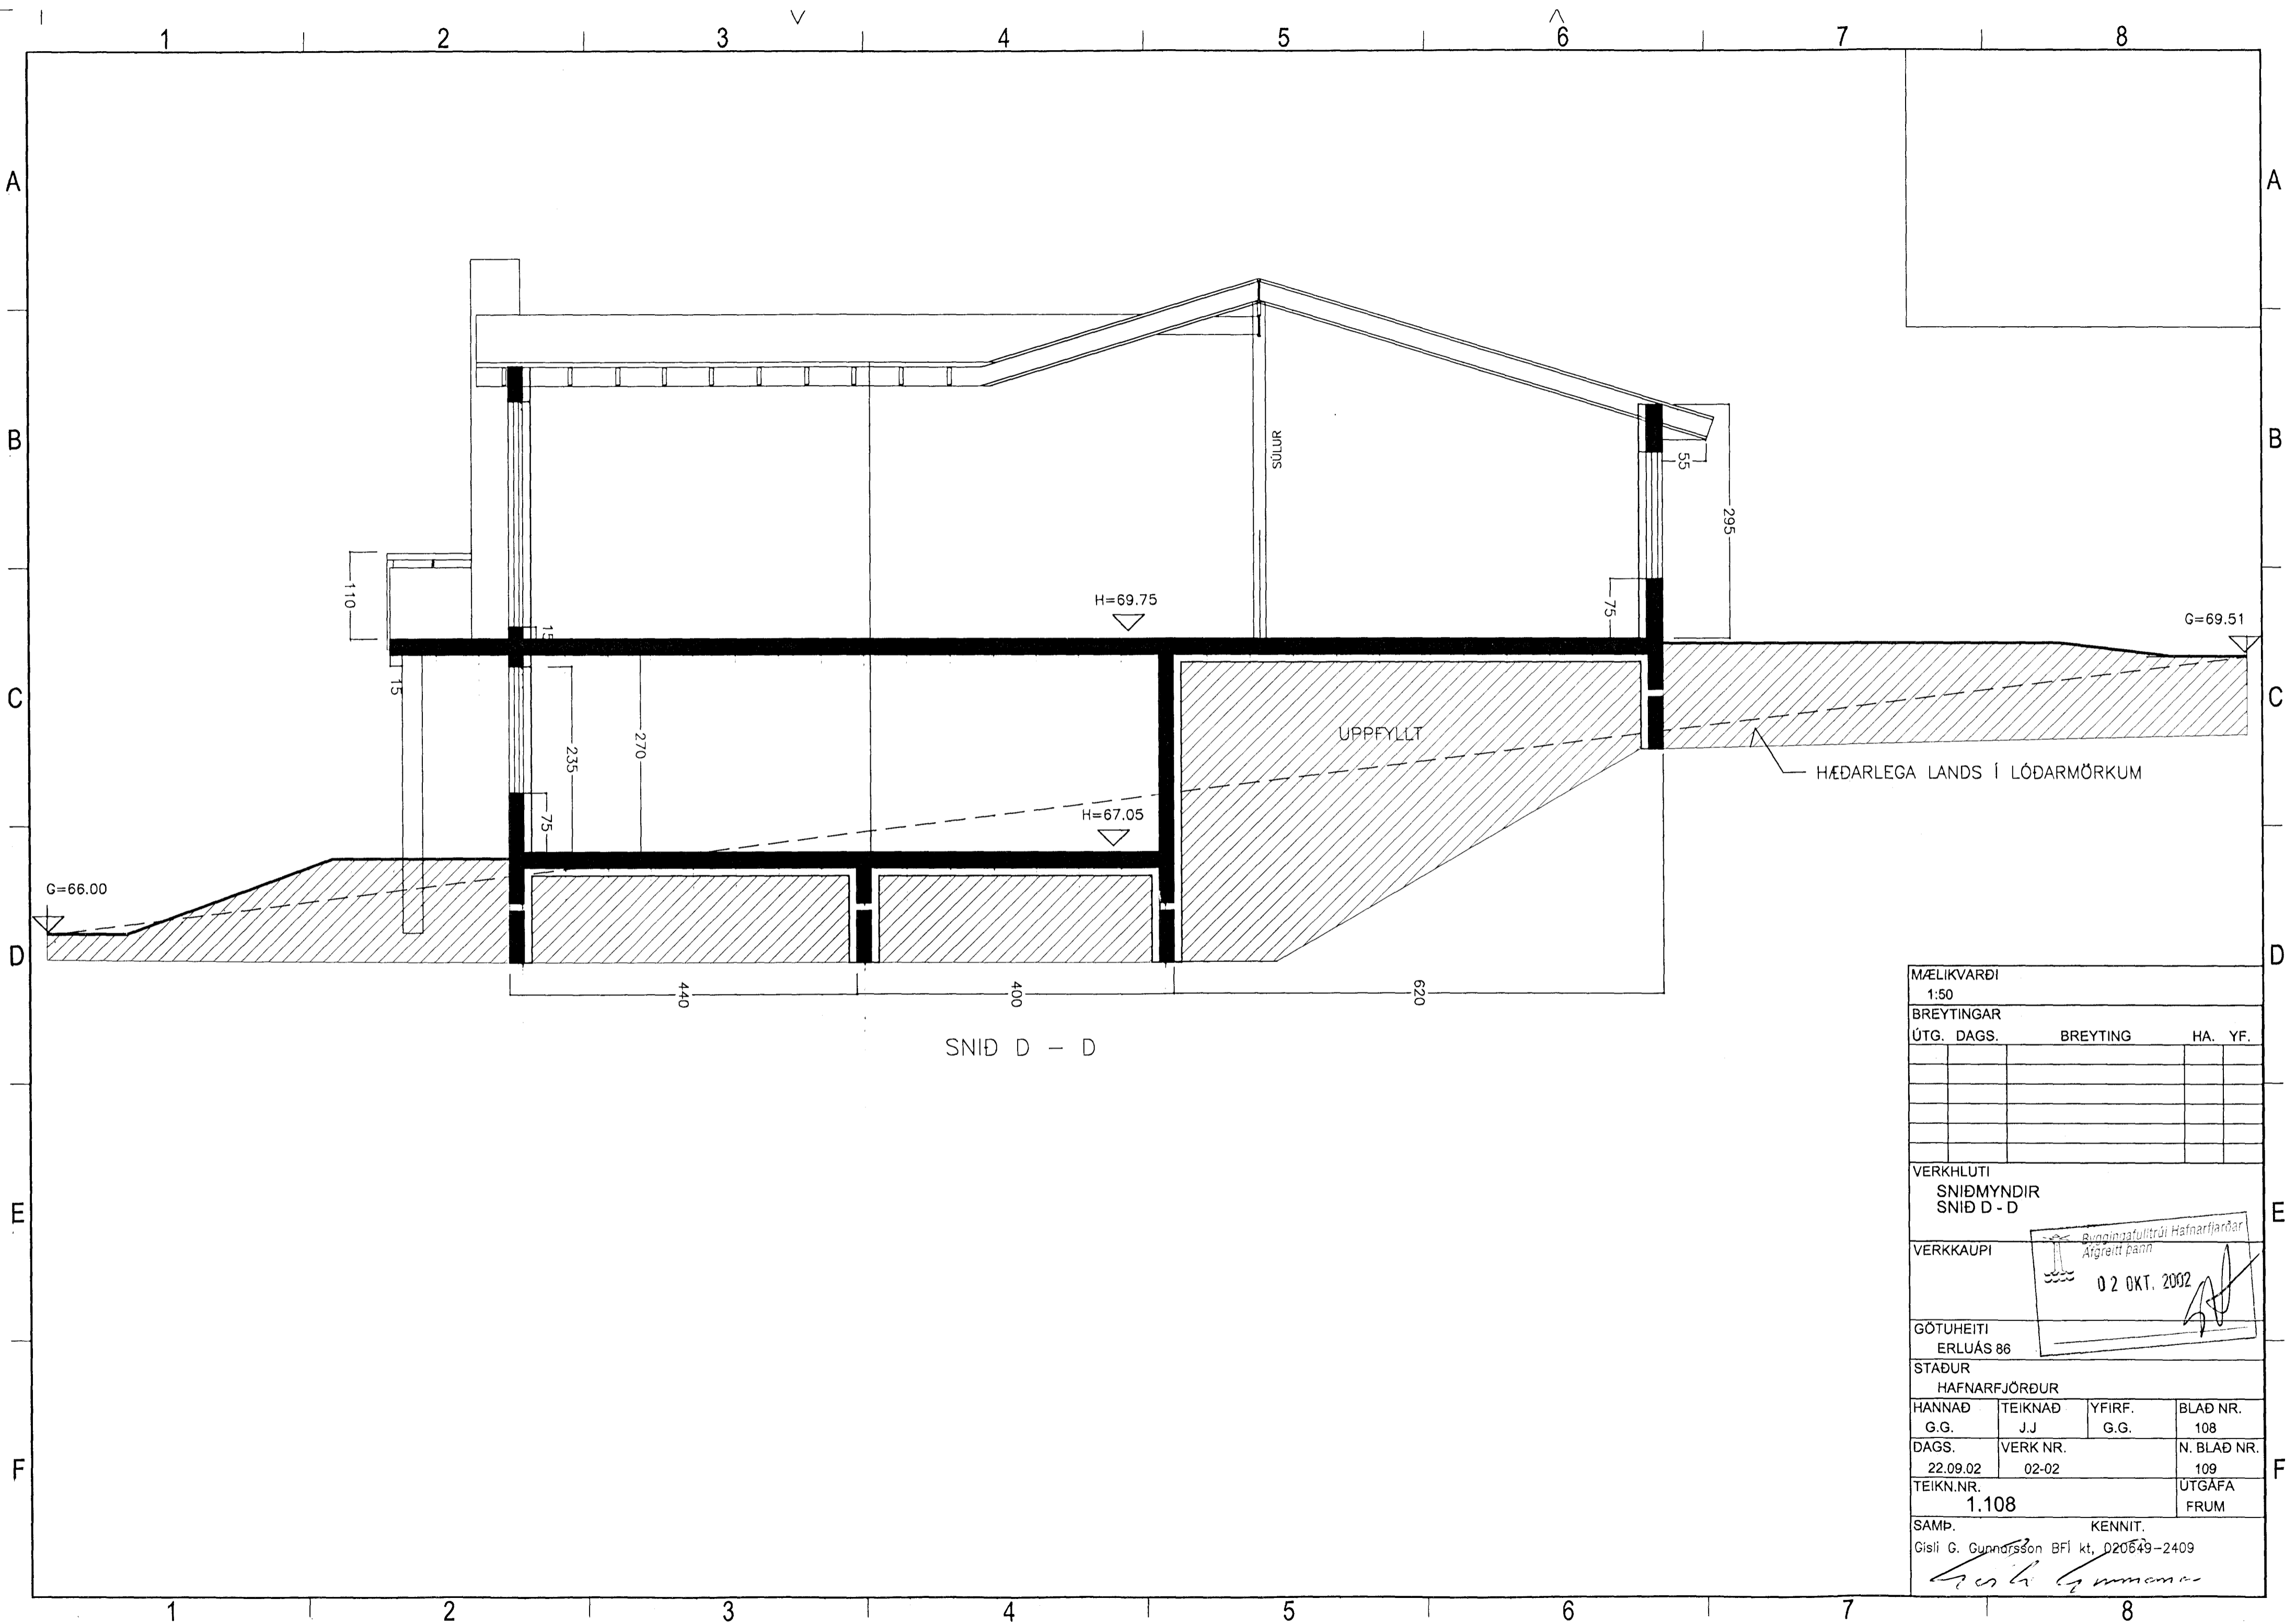 1 2 3 4 5 6 7 8
A A
B B
C C
D D
E E
F F
SÚLUR
55
295
75
110
15
15
H=69.75
G=69.51
235
270
75
UPPFYLLT
HÆÐARLEGA LANDS Í LÓÐARMÖRKUM
H=67.05
G=66.00
440 400 620
SNIÐ D - D
MÆLIKVARÐI
1:50
BREYTINGAR
ÚTG. DAGS. BREYTING HA. YF.
VERKHLUTI
SNIÐMYNDIR
SNIÐ D - D
VERKKAUPI
Byggingafulltrúi Hafnarfjarðar
Afgreitt þann
02 OKT. 2002
GÖTUHEITI
ERLUÁS 86
STAÐUR
HAFNARFJÖRÐUR
HANNAÐ TEIKNAÐ YFIRF. BLAÐ NR.
G.G. J.J G.G. 108
DAGS. VERK NR. N. BLAÐ NR.
22.09.02 02-02 109
TEIKN.NR. ÚTGÁFA
1.108 FRUM
SAMÞ. KENNIT.
Gísli G. Gunnarsson BFÍ kt, 020649-2409
1 2 3 4 5 6 7 8